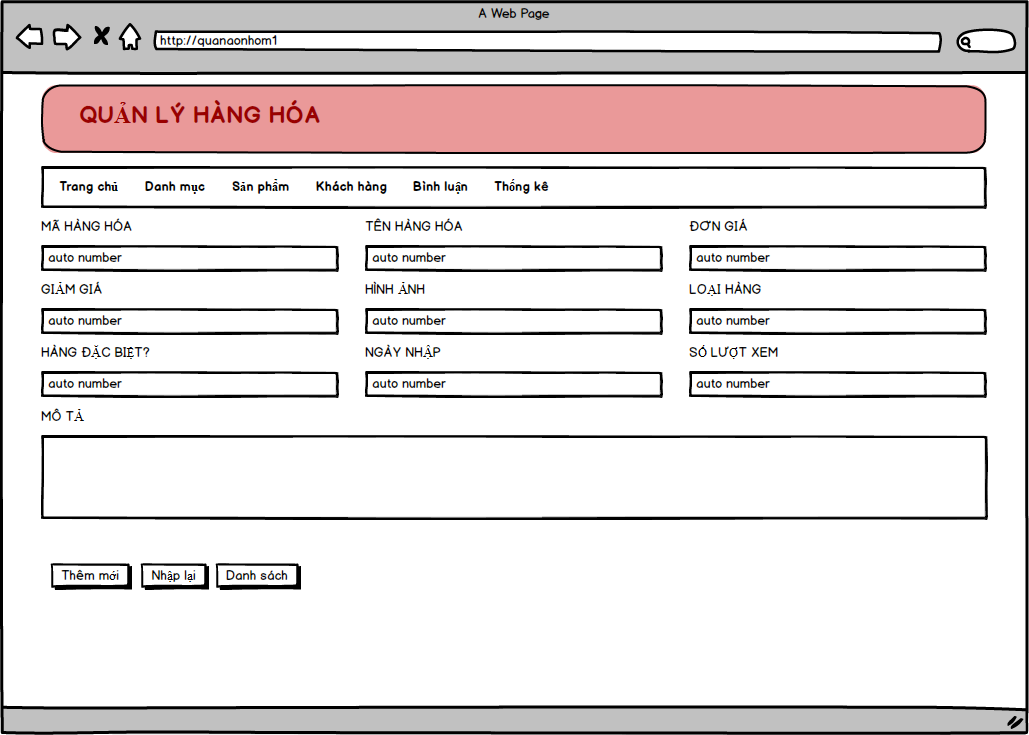 A Web Page
http://quanaonhom1
QUẢN LÝ HÀNG HÓA
Trang chủ Danh mục Sản phẩm Khách hàng Bình luận Thống kê
MÃ HÀNG HÓA TÊN HÀNG HÓA ĐƠN GIÁ
auto number auto number auto number
GIẢM GIÁ HÌNH ẢNH LOẠI HÀNG
auto number auto number auto number
HÀNG ĐẶC BIỆT? NGÀY NHẬP SỐ LƯỢT XEM
auto number auto number auto number
MÔ TẢ
Thêm mới Nhập lại Danh sách